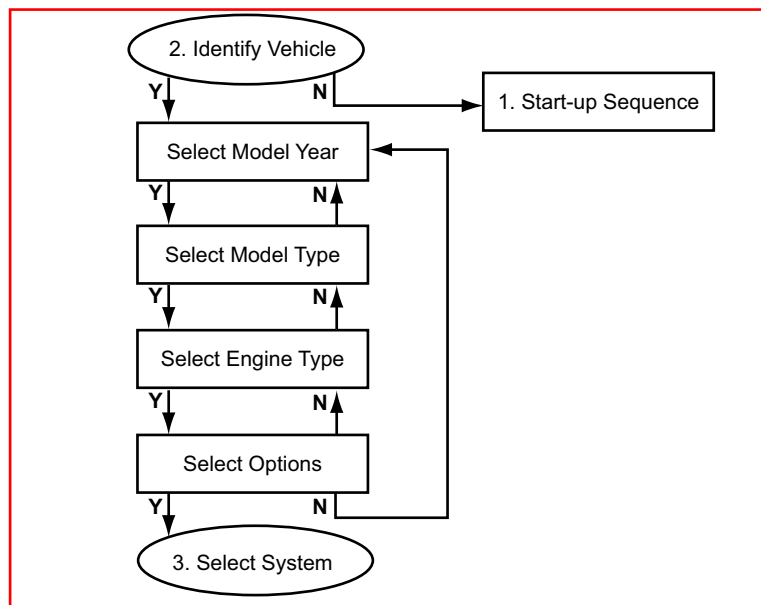 2. Identify Vehicle
Y
N
1. Start-up Sequence
Select Model Year
Y
N
Select Model Type
Y
N
Select Engine Type
Y
N
Select Options
Y
N
3. Select System